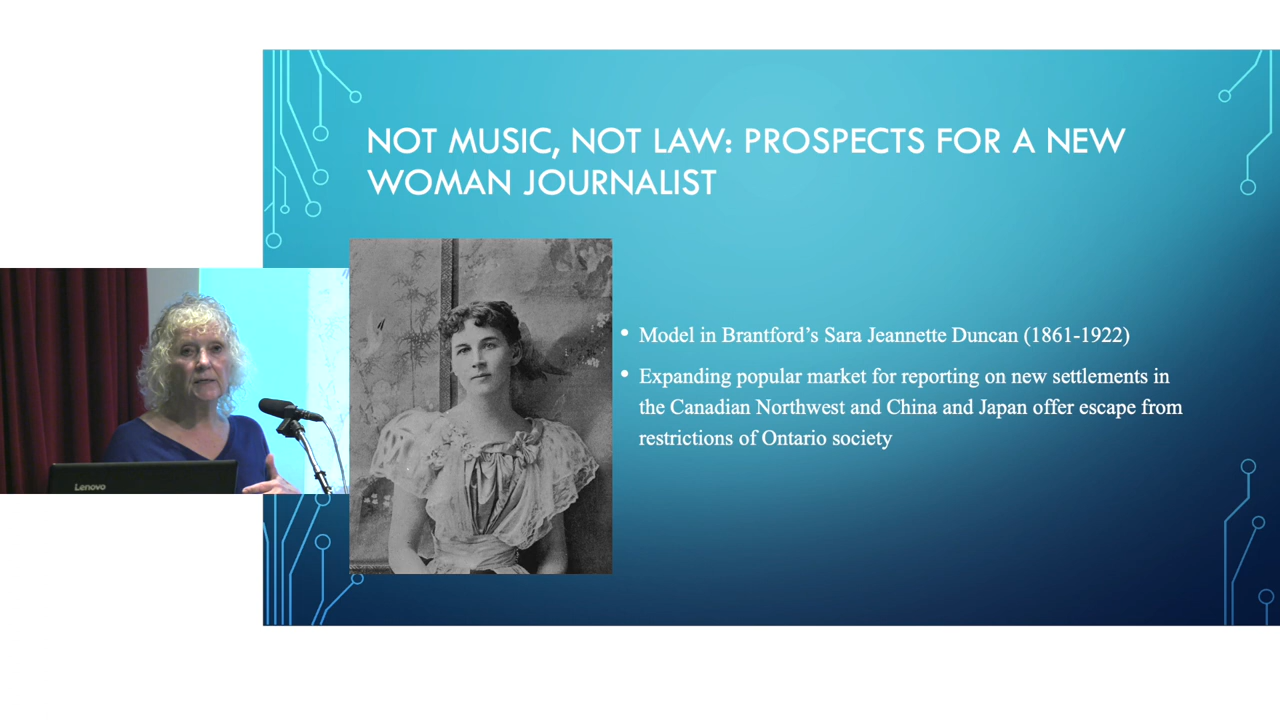 NOT MUSIC, NOT LAW: PROSPECTS FOR A NEW
WOMAN JOURNALIST
• Model in Brantford’s Sara Jeannette Duncan (1861-1922)
• Expanding popular market for reporting on new settlements in
the Canadian Northwest and China and Japan offer escape from
restrictions of Ontario society
Lenovo